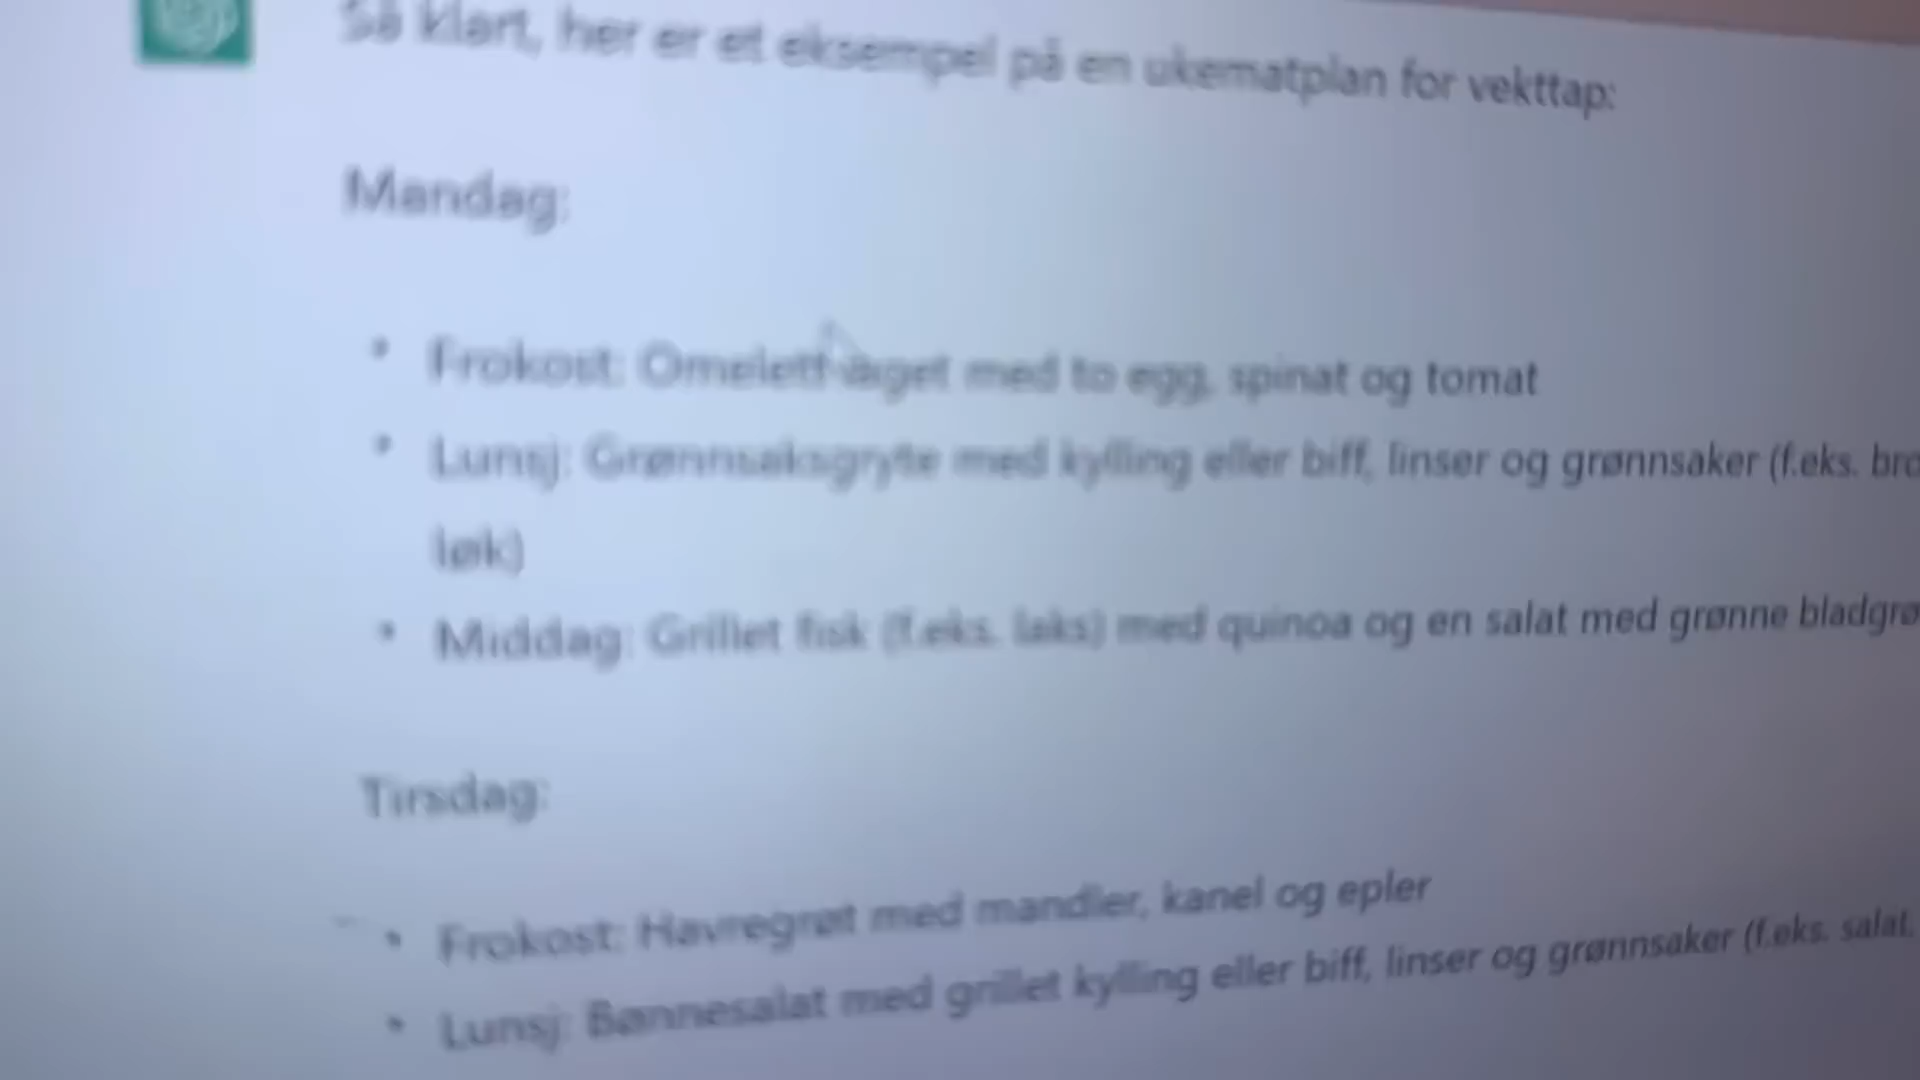 Så klart, her er et eksempel på en ukematplan for vekttap:
Mandag:
• Frokost: Omelett laget med to egg, spinat og tomat
• Lunsj: Grønnsaksgryte med kylling eller biff, linser og grønnsaker (f.eks. bro
løk)
• Middag: Grillet fisk (f.eks. laks) med quinoa og en salat med grønne bladgrø
Tirsdag:
• Frokost: Havregrøt med mandler, kanel og epler
• Lunsj: Bønnesalat med grillet kylling eller biff, linser og grønnsaker (f.eks. salat,